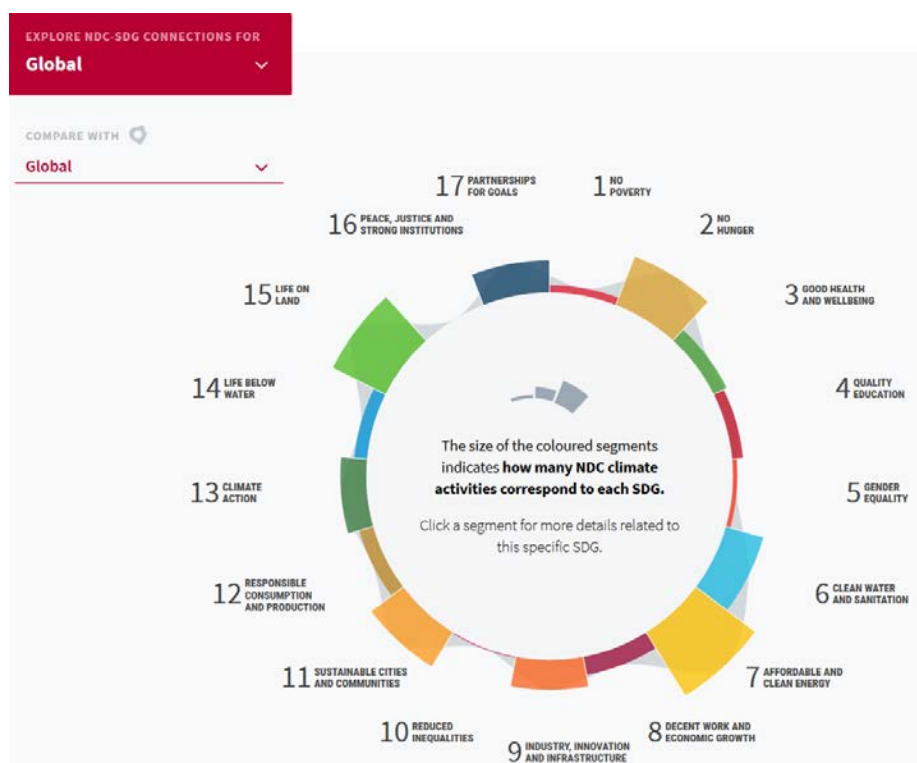 EXPLORE NDC-SDG CONNECTIONS FOR
Global
COMPARE WITH
Global
17 PARTNERSHIPS
FOR GOALS
1 NO
POVERTY
16 PEACE, JUSTICE AND
STRONG INSTITUTIONS
2 NO
HUNGER
15 LIFE ON
LAND
3 GOOD HEALTH
AND WELLBEING
14 LIFE BELOW
WATER
4 QUALITY
EDUCATION
The size of the coloured segments
indicates how many NDC climate
activities correspond to each SDG.
Click a segment for more details related to
this specific SDG.
13 CLIMATE
ACTION
5 GENDER
EQUALITY
12 RESPONSIBLE
CONSUMPTION
AND PRODUCTION
6 CLEAN WATER
AND SANITATION
11 SUSTAINABLE CITIES
AND COMMUNITIES
7 AFFORDABLE AND
CLEAN ENERGY
10 REDUCED
INEQUALITIES
8 DECENT WORK AND
ECONOMIC GROWTH
9 INDUSTRY, INNOVATION
AND INFRASTRUCTURE